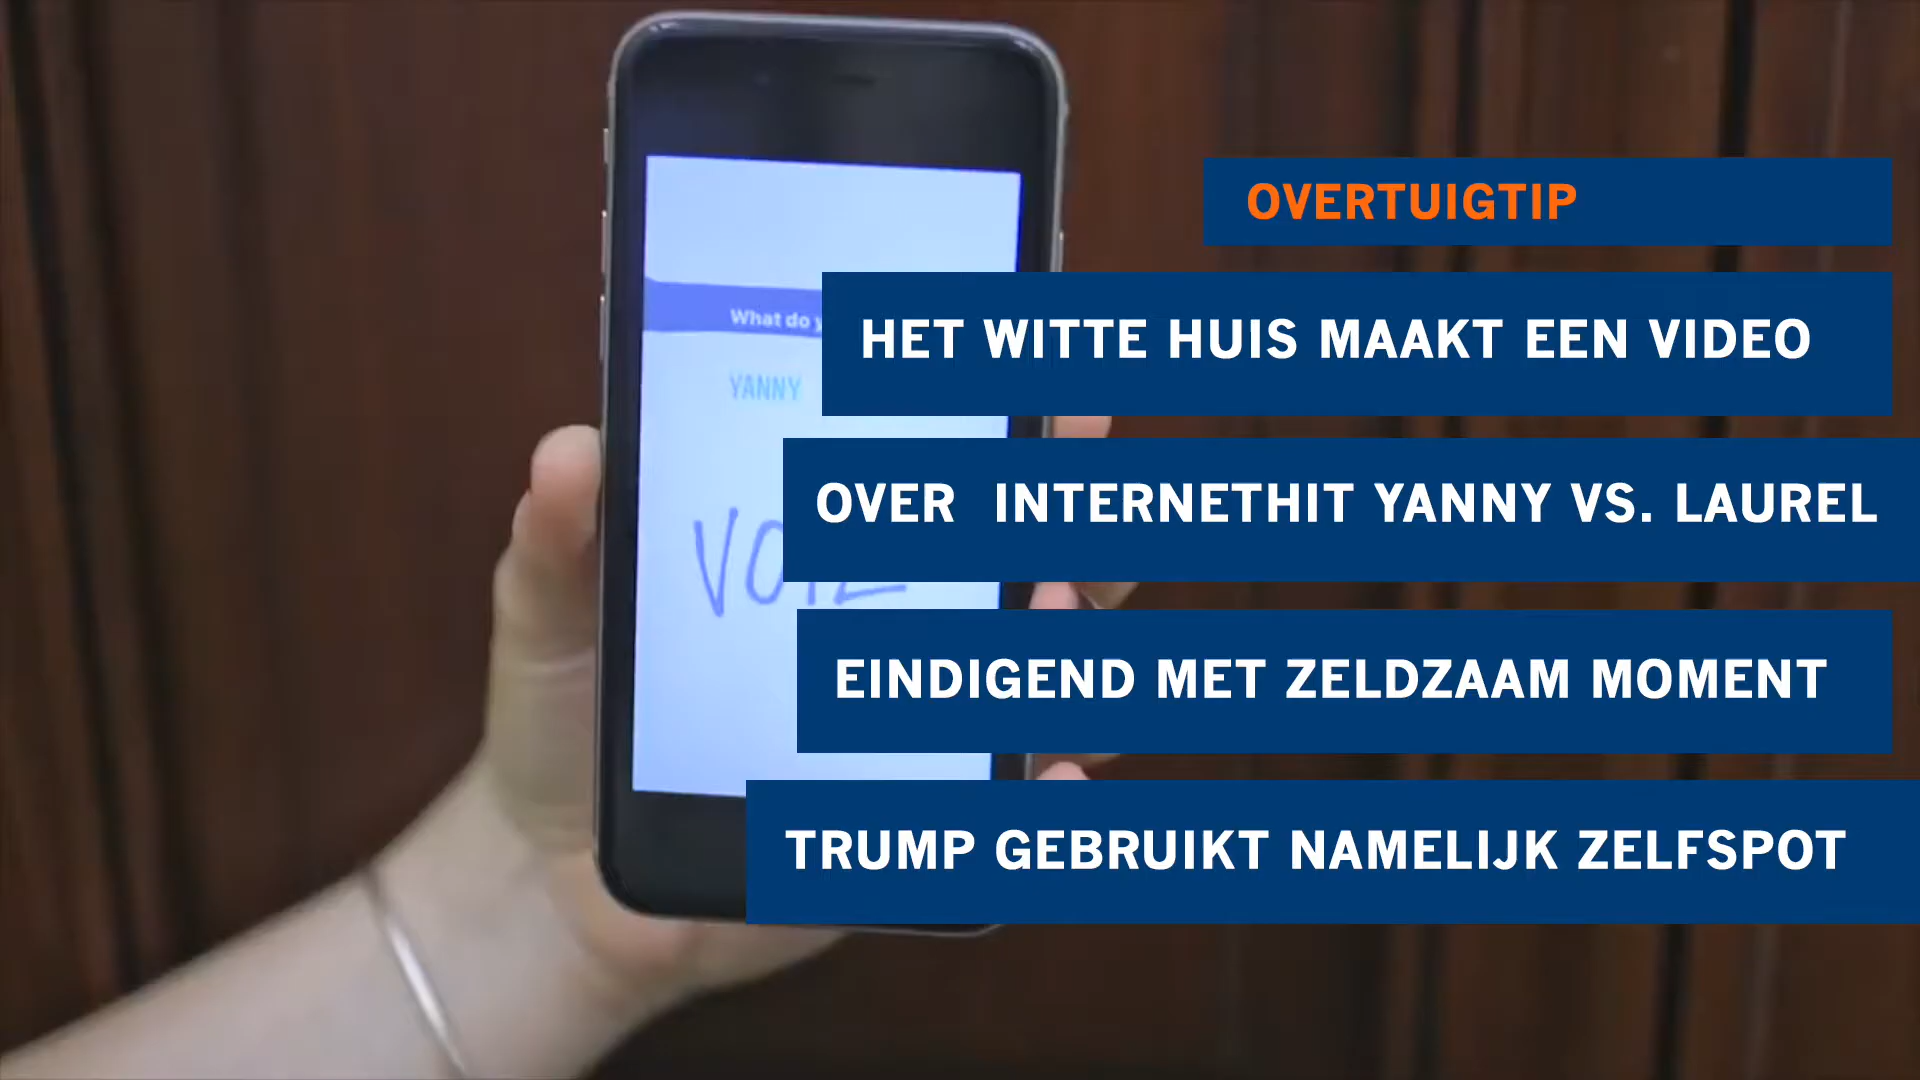 OVERTUIGTIP
HET WITTE HUIS MAAKT EEN VIDEO
OVER INTERNETHIT YANNY VS. LAUREL
EINDIGEND MET ZELDZAAM MOMENT
TRUMP GEBRUIKT NAMELIJK ZELFSPOT
What do
YANNY